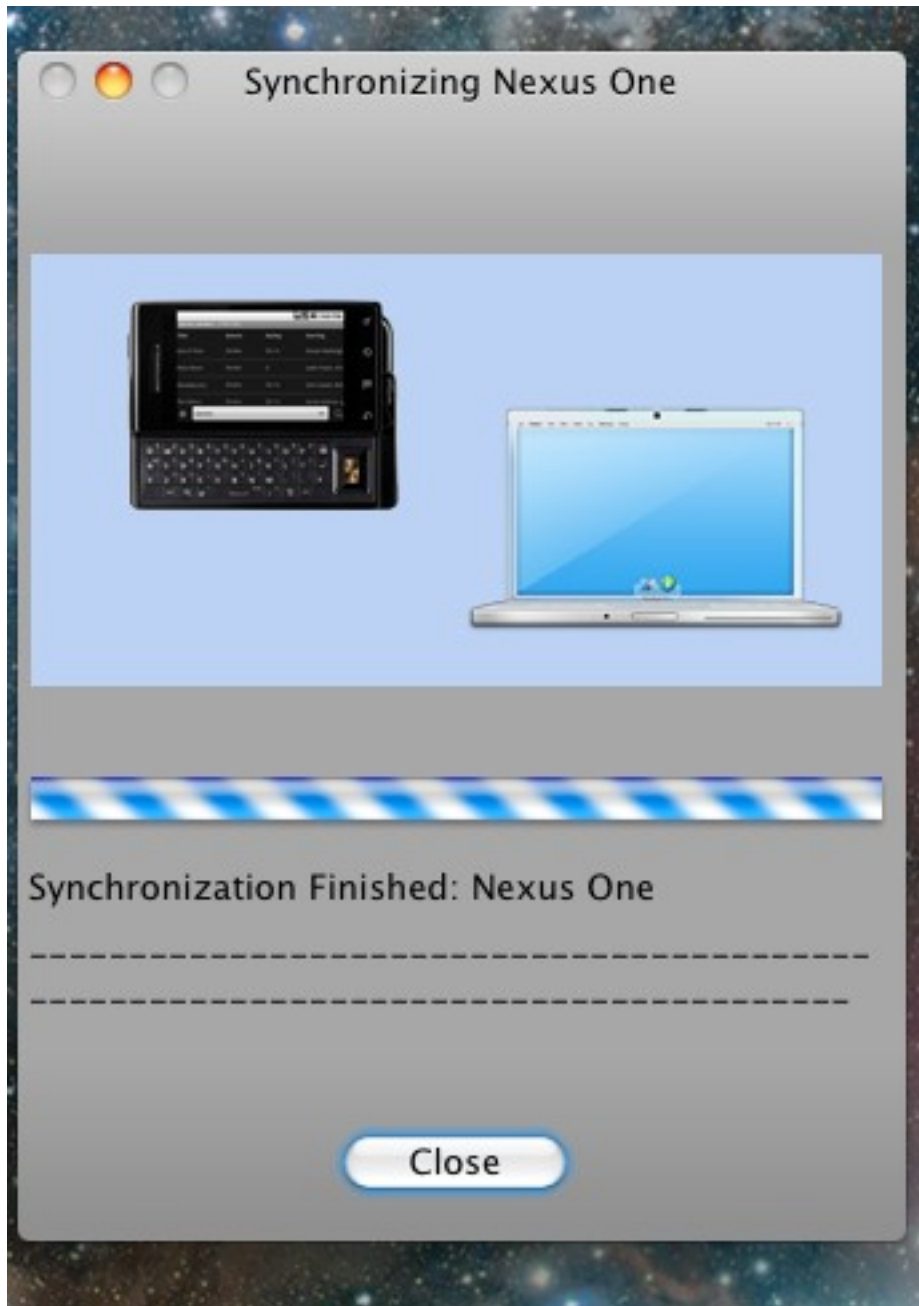 Synchronizing Nexus One
Synchronization Finished: Nexus One
------------------------------------------
-----------------------------------------
Close